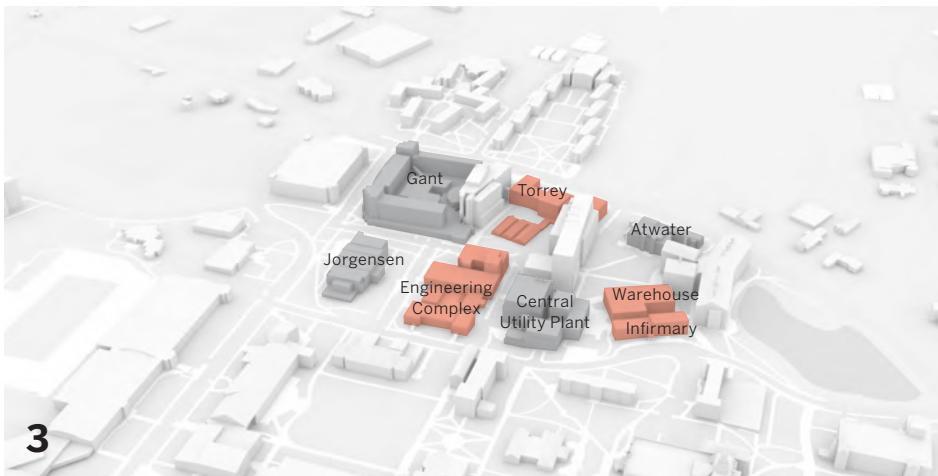 Gant
Torrey
Atwater
Jorgensen
Engineering
Complex
Central
Utility Plant
Warehouse
Infirmary
3